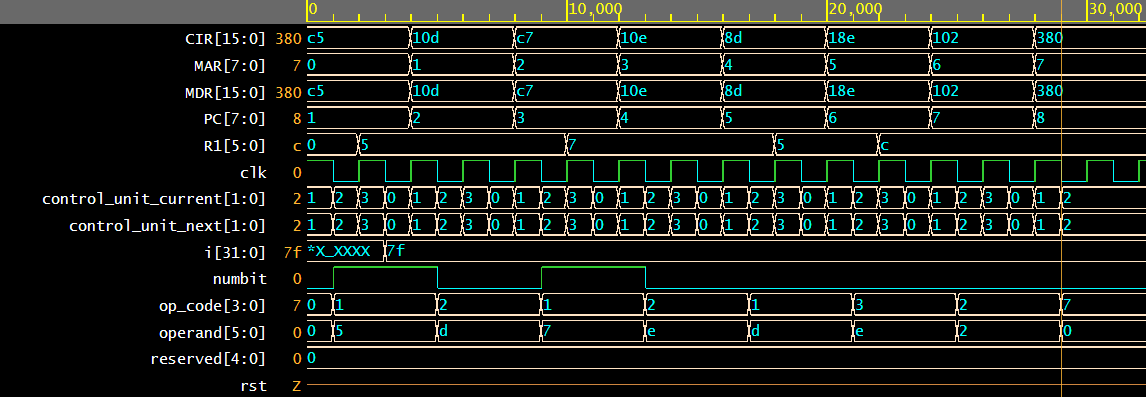 0 10,000 20,000 30,000
CIR[15:0] 380 c5 10d c7 10e 8d 18e 102 380
MAR[7:0] 7 0 1 2 3 4 5 6 7
MDR[15:0] 380 c5 10d c7 10e 8d 18e 102 380
PC[7:0] 8 1 2 3 4 5 6 7 8
R1[5:0] c 0 5 7 5 c
clk 0
control_unit_current[1:0] 2 1 2 3 0 1 2 3 0 1 2 3 0 1 2 3 0 1 2 3 0 1 2 3 0 1 2 3 0 1 2
control_unit_next[1:0] 2 1 2 3 0 1 2 3 0 1 2 3 0 1 2 3 0 1 2 3 0 1 2 3 0 1 2 3 0 1 2
i[31:0] 7f *X_XXXX 7f
numbit 0
op_code[3:0] 7 0 1 2 1 2 1 3 2 7
operand[5:0] 0 0 5 d 7 e d e 2 0
reserved[4:0] 0 0
rst Z